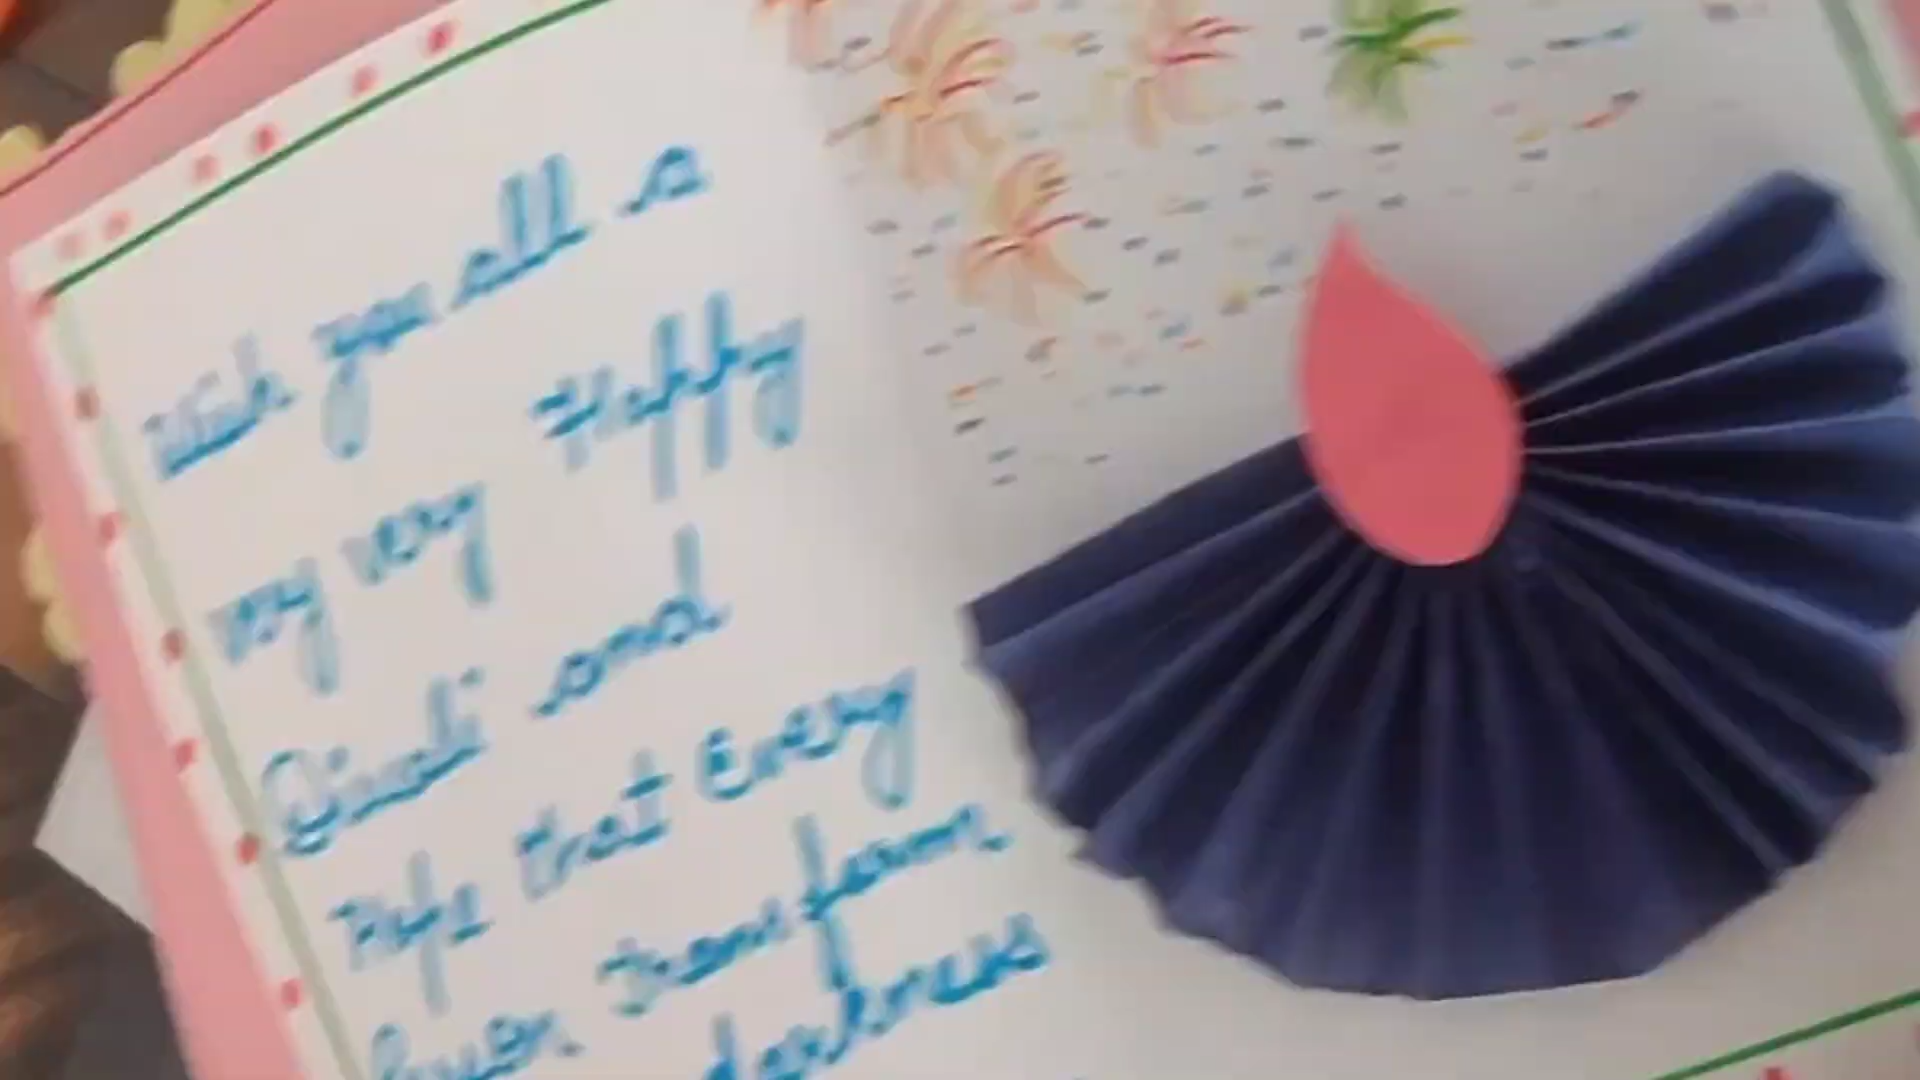 Wish you all a
very very Happy
Diwali and
Hope that Every
transform
darkness